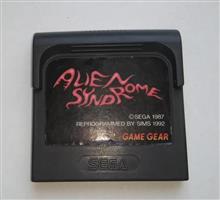 ALIEN
SYNDROME
©SEGA 1987
REPROGRAMMED BY SIMS 1992
GAME GEAR
SEGA